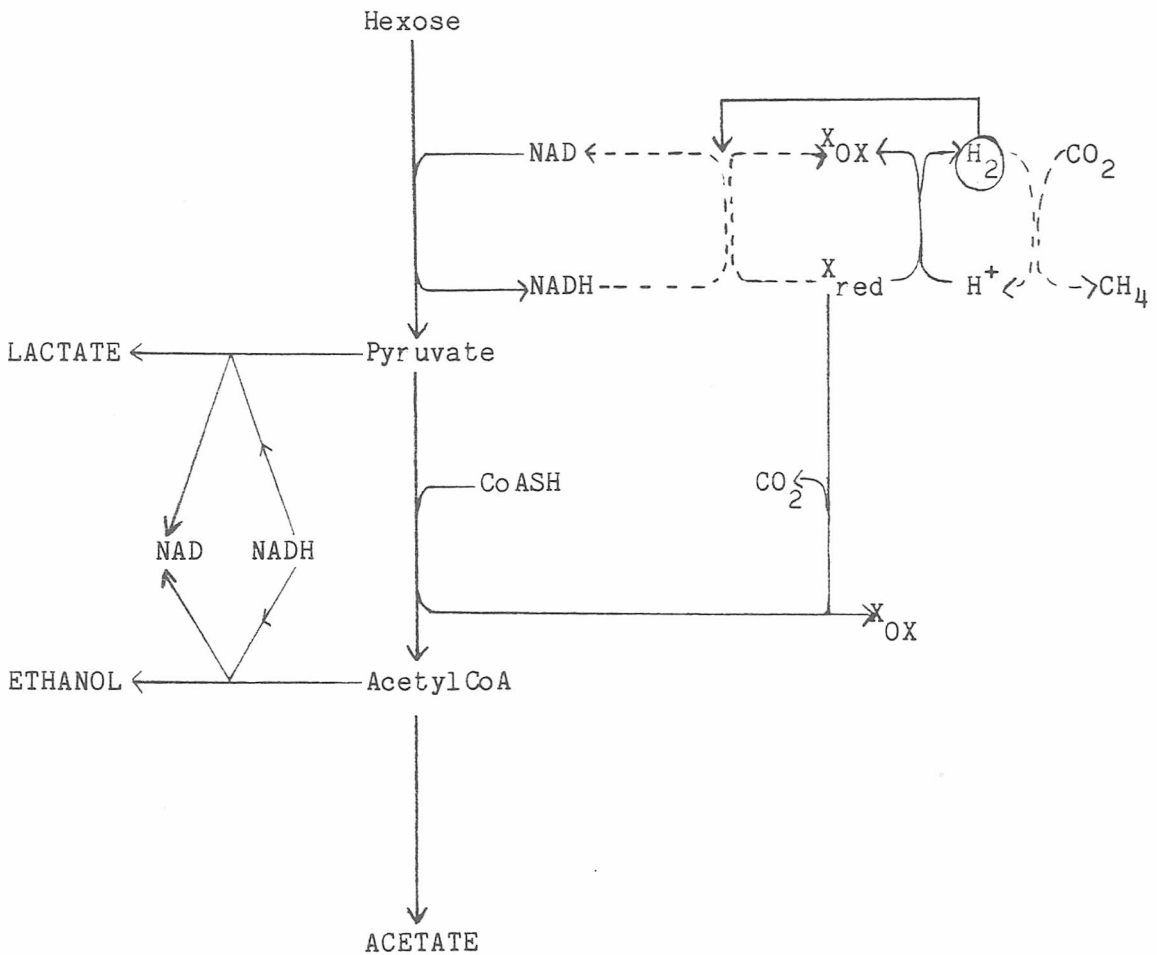 Hexose
NAD
X OX
H2
CO2
NADH
X red
H+
CH4
LACTATE
Pyruvate
CoASH
CO2
NAD
NADH
X OX
ETHANOL
AcetylCoA
ACETATE